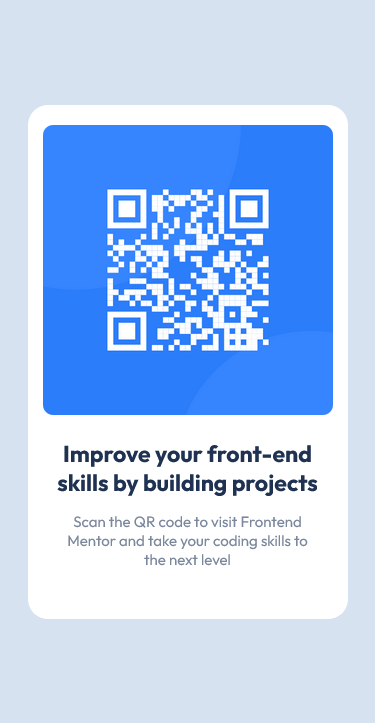 Improve your front-end
skills by building projects
Scan the QR code to visit Frontend
Mentor and take your coding skills to
the next level